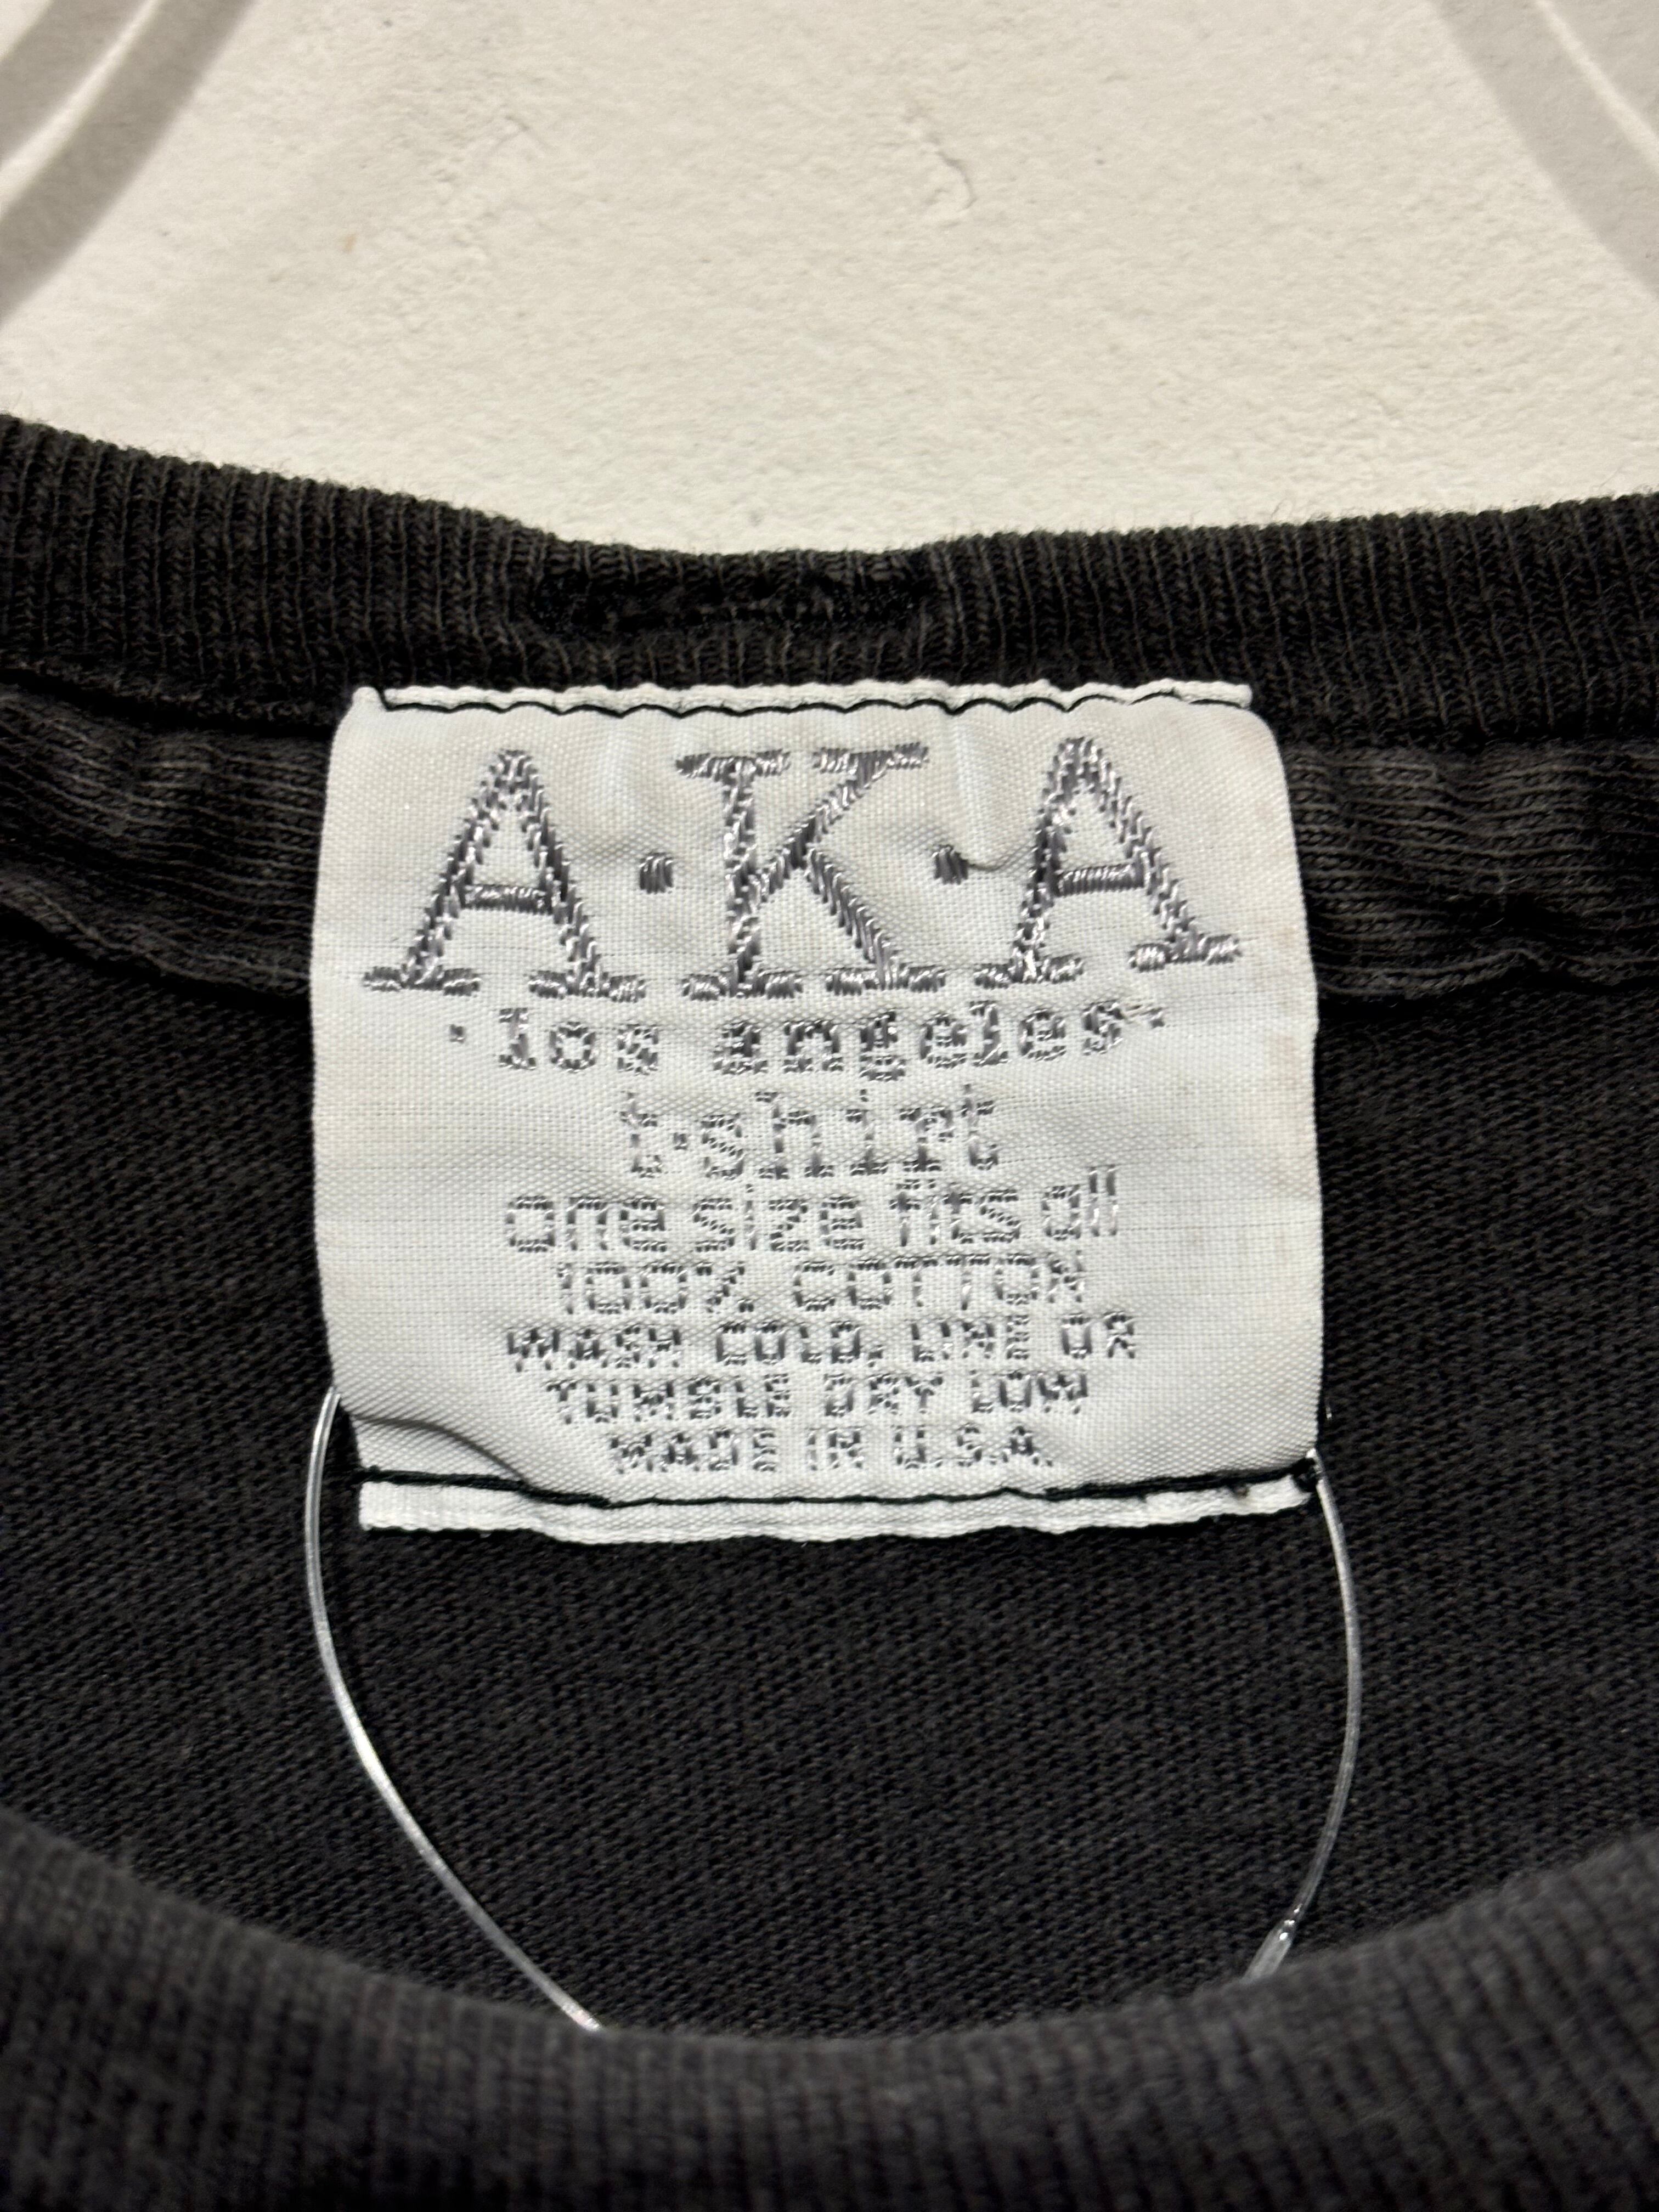 A·K·A
·los angeles·
t-shirt
one size fits all
100% COTTON
WASH COLD, LINE OR
TUMBLE DRY LOW
MADE IN U.S.A.